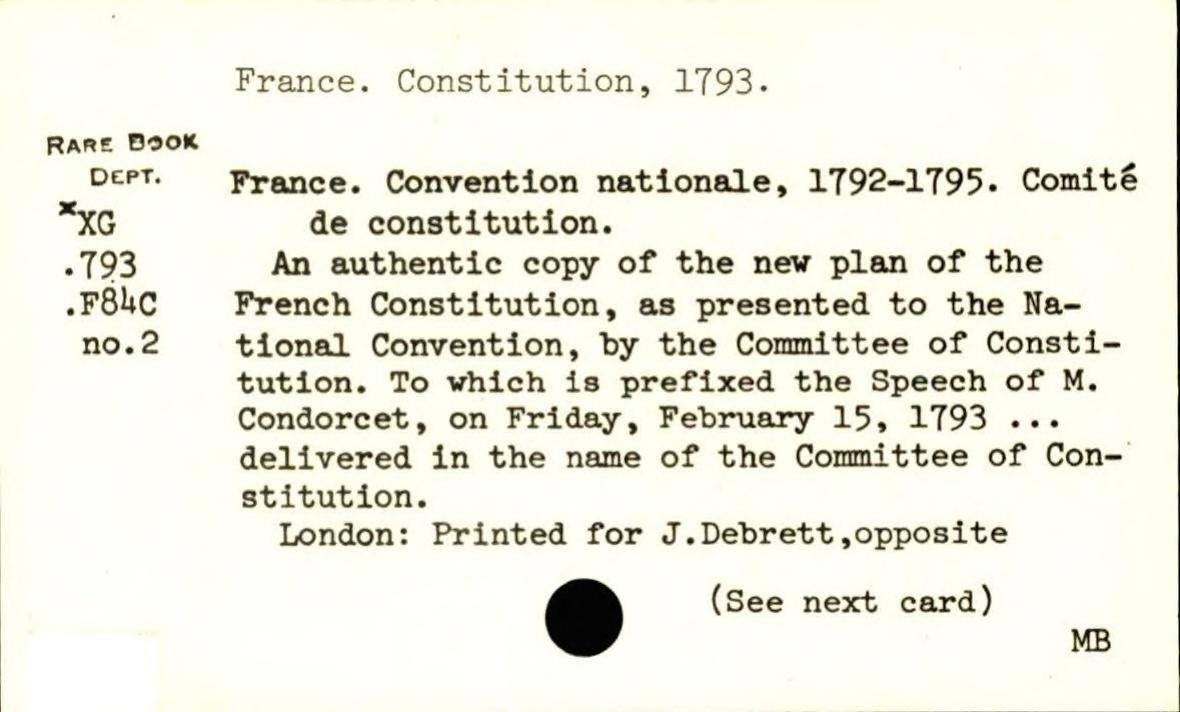 France. Constitution, 1793.
RARE BOOK
DEPT.
xXG
.793
.F84C
no.2
France. Convention nationale, 1792-1795. Comité
de constitution.
An authentic copy of the new plan of the
French Constitution, as presented to the Na-
tional Convention, by the Committee of Consti-
tution. To which is prefixed the Speech of M.
Condorcet, on Friday, February 15, 1793 ...
delivered in the name of the Committee of Con-
stitution.
London: Printed for J.Debrett,opposite
(See next card)
MB